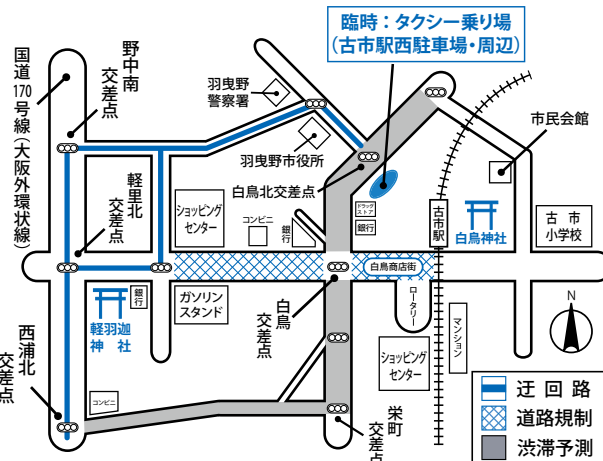 臨時：タクシー乗り場
（古市駅西駐車場・周辺）
国道170号線（大阪外環状線）
野中南
交差点
羽曳野
警察署
羽曳野市役所
白鳥北交差点
市民会館
軽里北
交差点
ショッピング
センター
コンビニ
銀行
ドラッグ
ストア
銀行
古市駅
白鳥神社
古市
小学校
白鳥商店街
軽羽迦
神社
銀行
ガソリン
スタンド
白鳥
交差点
ロータリー
マンション
N
西浦北
交差点
コンビニ
ショッピング
センター
栄町
交差点
迂回路
道路規制
渋滞予測